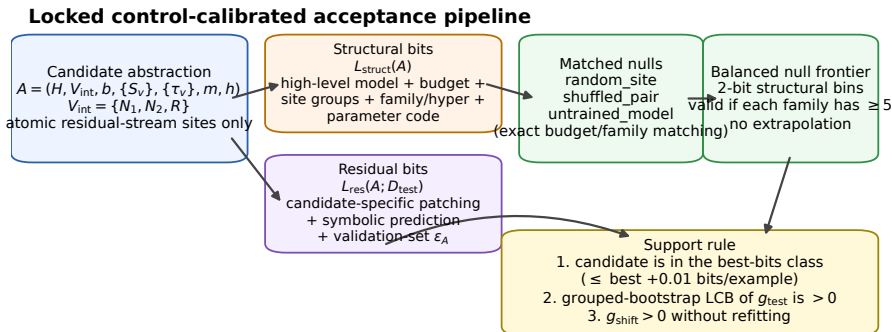 Locked control-calibrated acceptance pipeline
Candidate abstraction
A = (H, V_int, b, {S_v}, {τ_v}, m, h)
V_int = {N_1, N_2, R}
atomic residual-stream sites only
Structural bits
L_struct(A)
high-level model + budget +
site groups + family/hyper +
parameter code
Matched nulls
random_site
shuffled_pair
untrained_model
(exact budget/family matching)
Balanced null frontier
2-bit structural bins
valid if each family has ≥5
no extrapolation
Residual bits
L_res(A; D_test)
candidate-specific patching
+ symbolic prediction
+ validation-set ε_A
Support rule
1. candidate is in the best-bits class
(≤ best +0.01 bits/example)
2. grouped-bootstrap LCB of g_test is > 0
3. g_shift > 0 without refitting